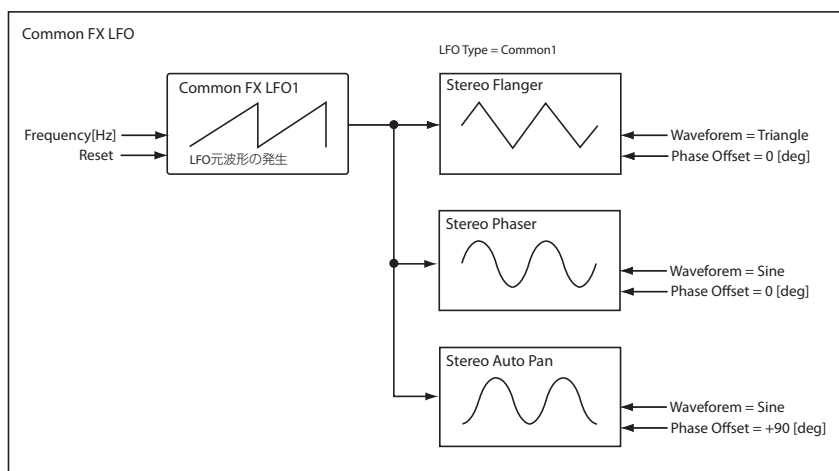 Common FX LFO
LFO Type = Common1
Common FX LFO1
Frequency[Hz]
Reset
LFO元波形の発生
Stereo Flanger
Waveforem = Triangle
Phase Offset = 0 [deg]
Stereo Phaser
Waveforem = Sine
Phase Offset = 0 [deg]
Stereo Auto Pan
Waveforem = Sine
Phase Offset = +90 [deg]